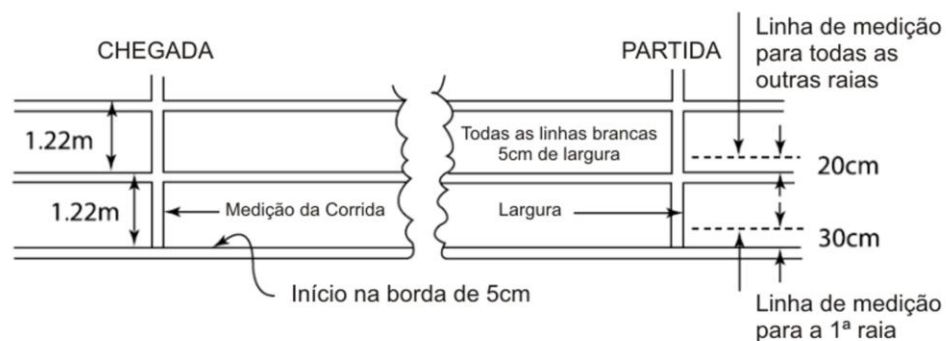 CHEGADA
PARTIDA
Linha de medição
para todas as
outras raias
1.22m
Todas as linhas brancas
5cm de largura
20cm
1.22m
Medição da Corrida
Largura
30cm
Início na borda de 5cm
Linha de medição
para a 1ª raia